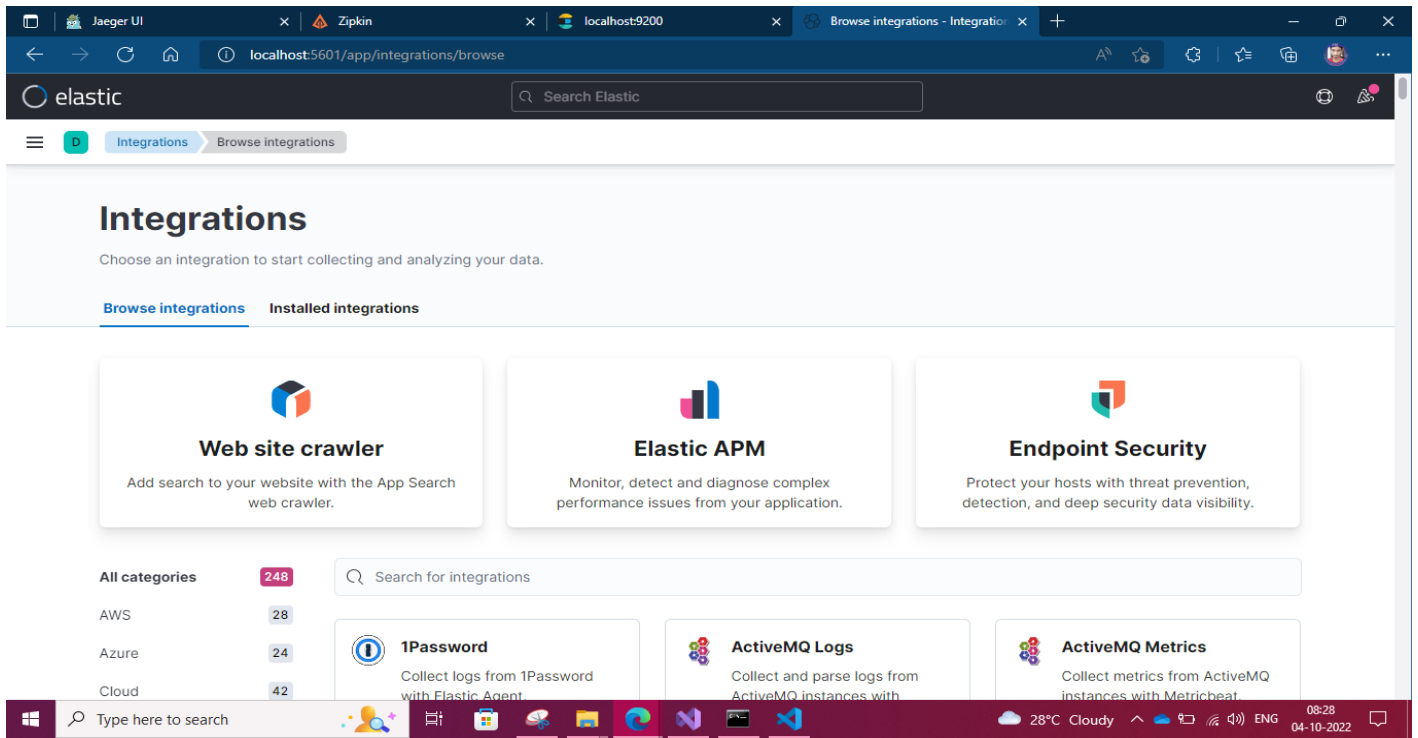 Jaeger UI
Zipkin
localhost:9200
Browse integrations - Integration
localhost:5601/app/integrations/browse
elastic
Search Elastic
D
Integrations
Browse integrations
Integrations
Choose an integration to start collecting and analyzing your data.
Browse integrations
Installed integrations
Web site crawler
Add search to your website with the App Search
web crawler.
Elastic APM
Monitor, detect and diagnose complex
performance issues from your application.
Endpoint Security
Protect your hosts with threat prevention,
detection, and deep security data visibility.
All categories 248
AWS 28
Azure 24
Cloud 42
Search for integrations
1Password
Collect logs from 1Password
with Elastic Agent.
ActiveMQ Logs
Collect and parse logs from
ActiveMQ instances with
ActiveMQ Metrics
Collect metrics from ActiveMQ
instances with Metricbeat.
Type here to search
28°C Cloudy
ENG
08:28
04-10-2022